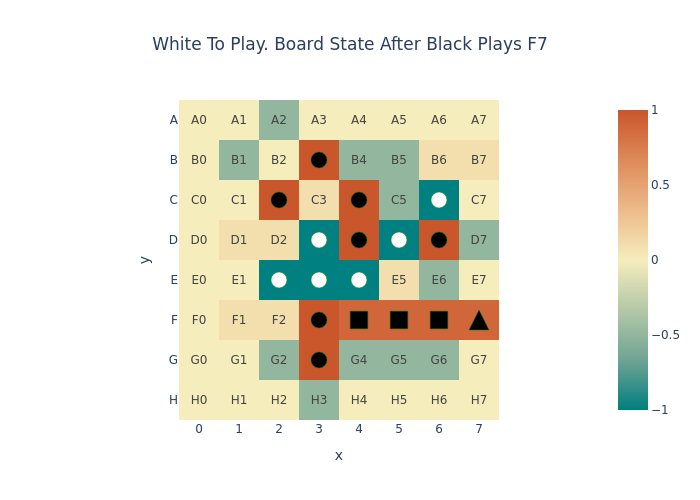 White To Play. Board State After Black Plays F7
A A0 A1 A2 A3 A4 A5 A6 A7
B B0 B1 B2 B4 B5 B6 B7
C C0 C1 C3 C5 C7
D D0 D1 D2 D7
E E0 E1 E5 E6 E7
F F0 F1 F2
G G0 G1 G2 G4 G5 G6 G7
H H0 H1 H2 H3 H4 H5 H6 H7
0 1 2 3 4 5 6 7
x
y
1
0.5
0
−0.5
−1